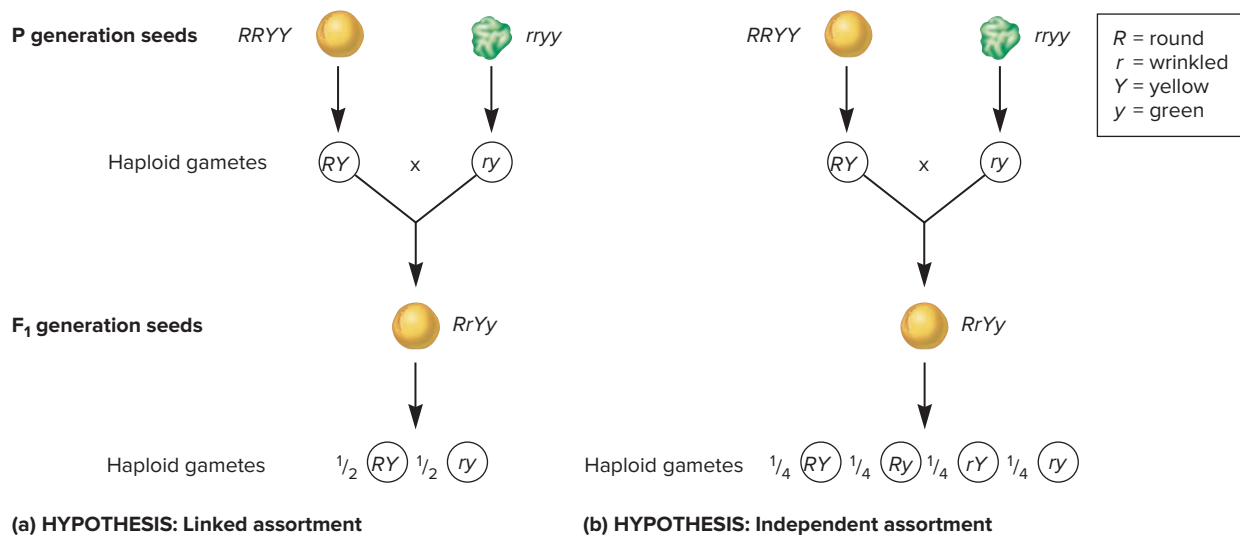 P generation seeds RRYY rryy RRYY rryy
R = round
r = wrinkled
Y = yellow
y = green
Haploid gametes RY x ry RY x ry
F1 generation seeds RrYy RrYy
Haploid gametes 1/2 RY 1/2 ry Haploid gametes 1/4 RY 1/4 Ry 1/4 rY 1/4 ry
(a) HYPOTHESIS: Linked assortment (b) HYPOTHESIS: Independent assortment